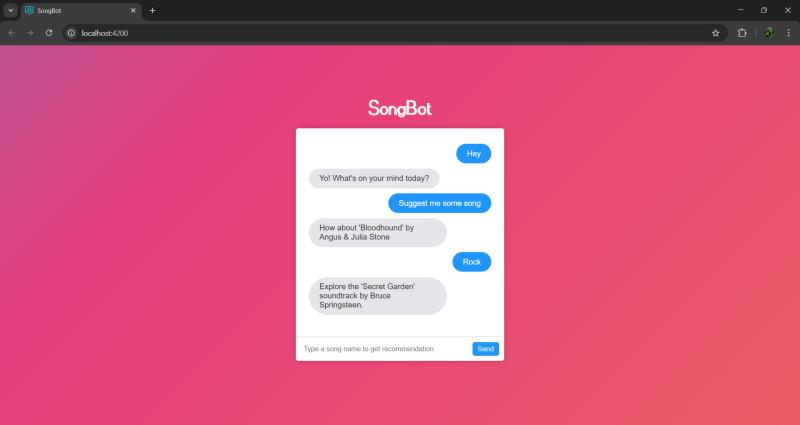 SongBot
localhost:4200
SongBot
Hey
Yo! What's on your mind today?
Suggest me some song
How about 'Bloodhound' by
Angus & Julia Stone
Rock
Explore the 'Secret Garden'
soundtrack by Bruce
Springsteen.
Type a song name to get recommendation
Send